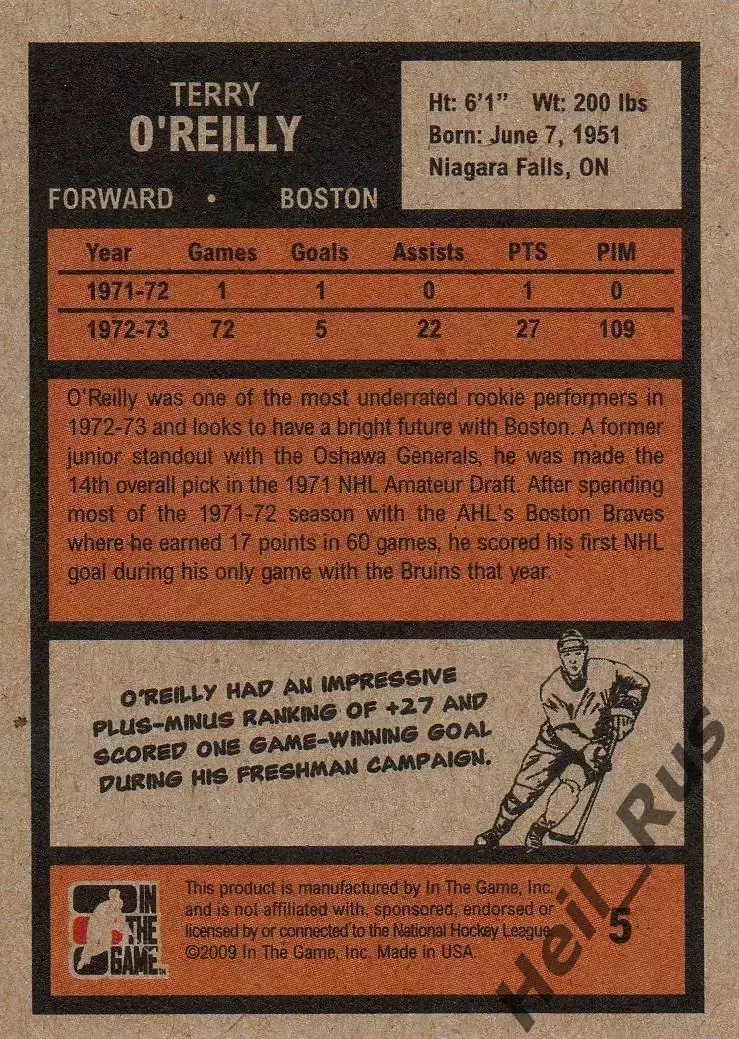 TERRY
O'REILLY
FORWARD • BOSTON
Ht: 6'1" Wt: 200 lbs
Born: June 7, 1951
Niagara Falls, ON
Year Games Goals Assists PTS PIM
1971-72 1 1 0 1 0
1972-73 72 5 22 27 109
O'Reilly was one of the most underrated rookie performers in
1972-73 and looks to have a bright future with Boston. A former
junior standout with the Oshawa Generals, he was made the
14th overall pick in the 1971 NHL Amateur Draft. After spending
most of the 1971-72 season with the AHL's Boston Braves
where he earned 17 points in 60 games, he scored his first NHL
goal during his only game with the Bruins that year.
O'REILLY HAD AN IMPRESSIVE
PLUS-MINUS RANKING OF +27 AND
SCORED ONE GAME-WINNING GOAL
DURING HIS FRESHMAN CAMPAIGN.
IN
THE
GAME™
This product is manufactured by In The Game, Inc.
and is not affiliated with, sponsored, endorsed or
licensed by or connected to the National Hockey League.
©2009 In The Game, Inc. Made in USA.
5
Heil_Rus